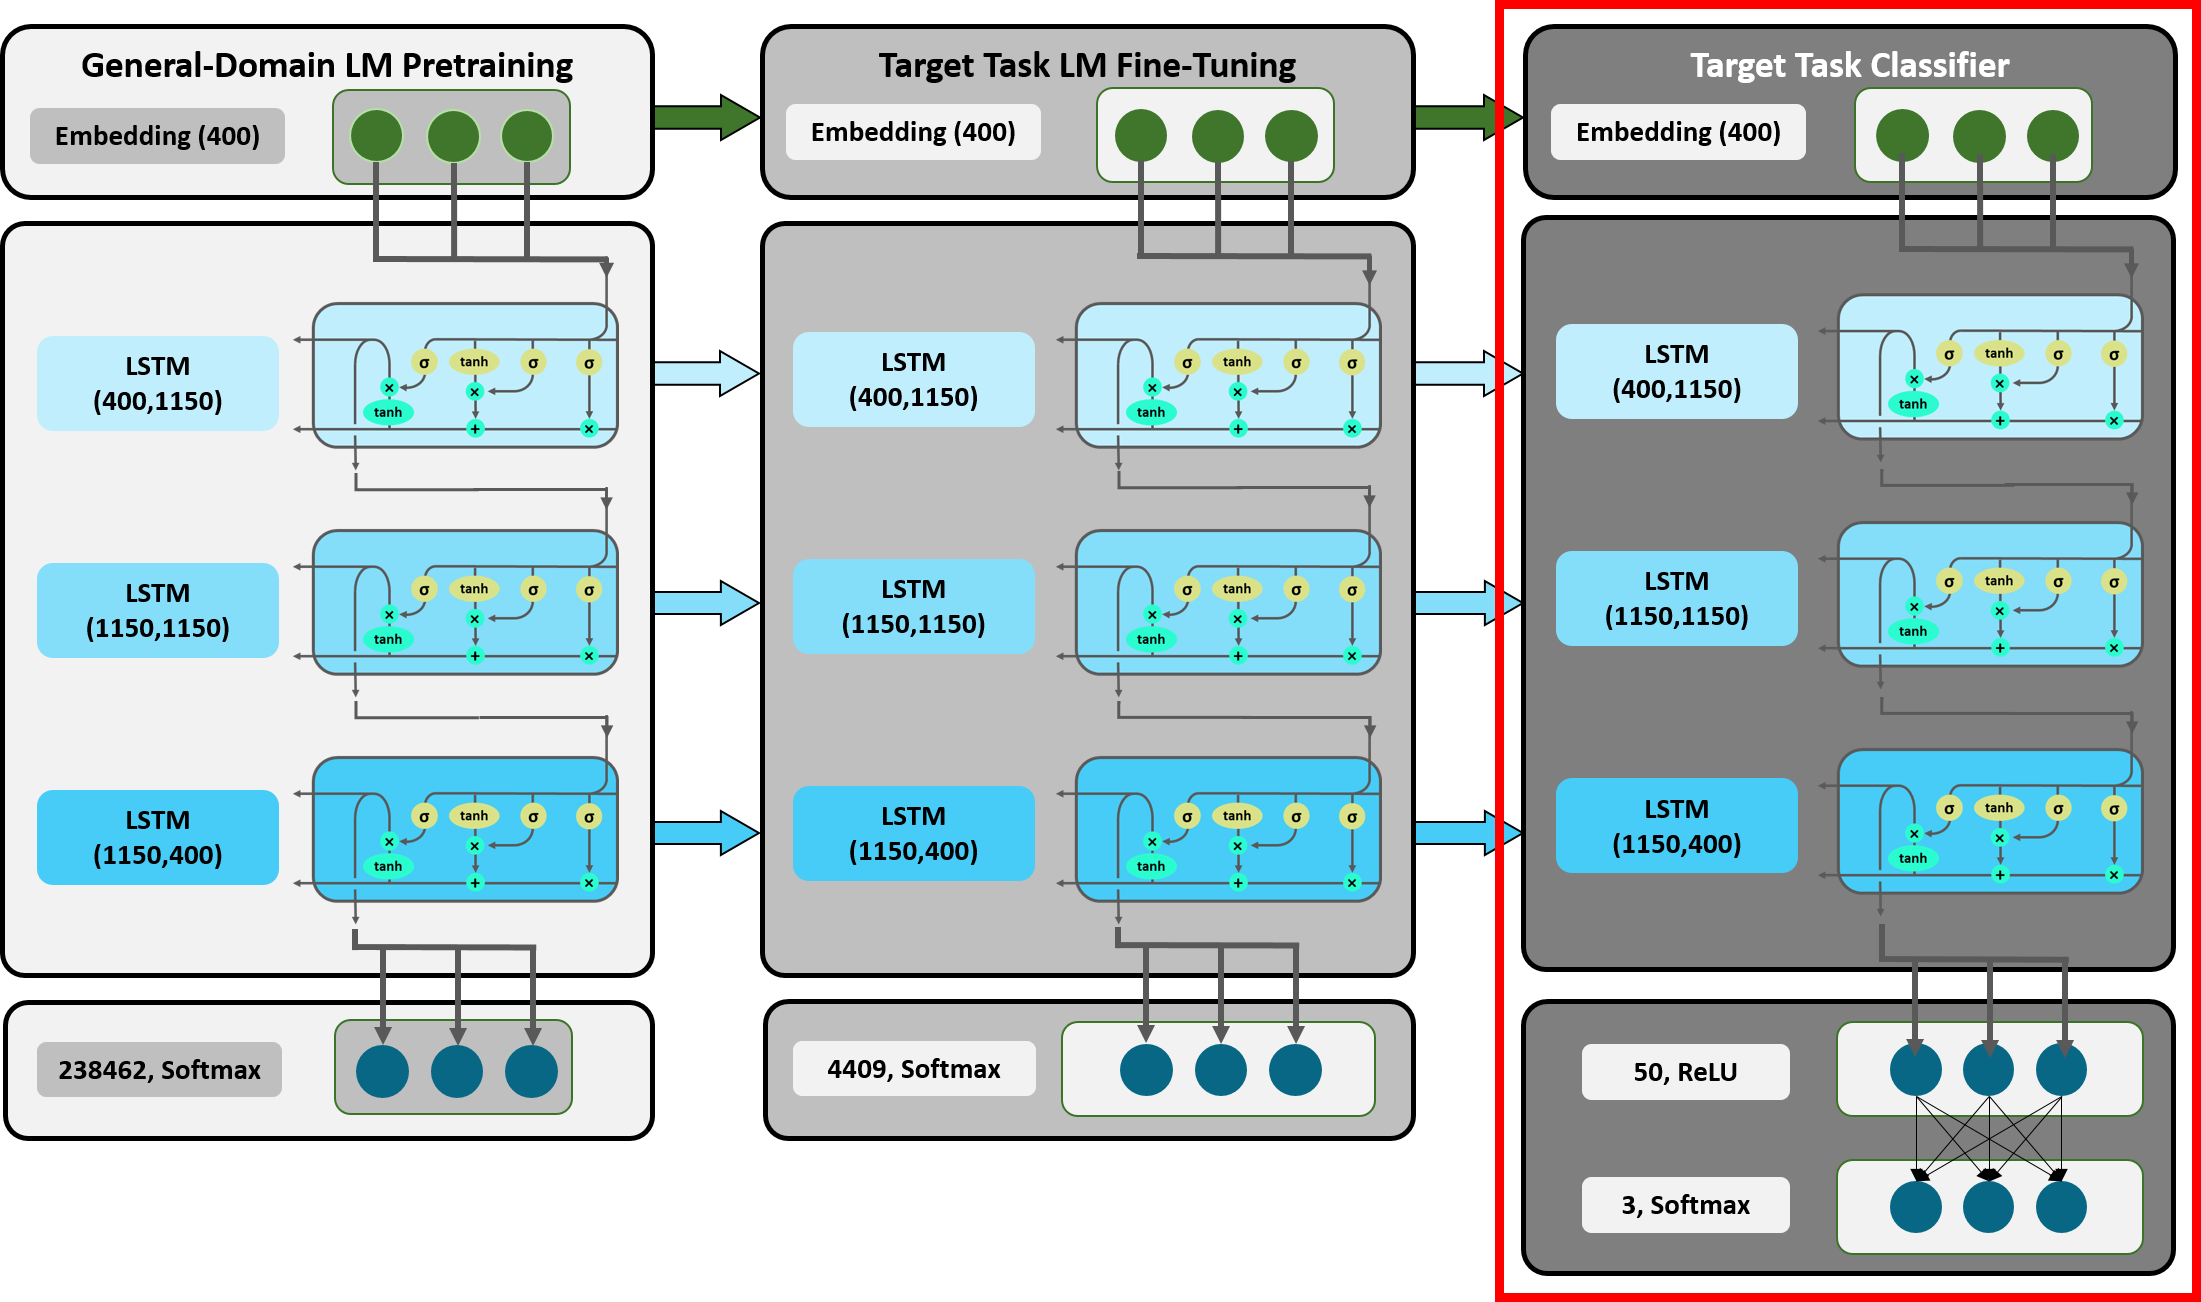 General-Domain LM Pretraining
Embedding (400)
LSTM
(400,1150)
σ tanh σ σ
×
×
tanh
+ ×
LSTM
(1150,1150)
σ tanh σ σ
×
×
tanh
+ ×
LSTM
(1150,400)
σ tanh σ σ
×
×
tanh
+ ×
238462, Softmax
Target Task LM Fine-Tuning
Embedding (400)
LSTM
(400,1150)
σ tanh σ σ
×
×
tanh
+ ×
LSTM
(1150,1150)
σ tanh σ σ
×
×
tanh
+ ×
LSTM
(1150,400)
σ tanh σ σ
×
×
tanh
+ ×
4409, Softmax
Target Task Classifier
Embedding (400)
LSTM
(400,1150)
σ tanh σ σ
×
×
tanh
+ ×
LSTM
(1150,1150)
σ tanh σ σ
×
×
tanh
+ ×
LSTM
(1150,400)
σ tanh σ σ
×
×
tanh
+ ×
50, ReLU
3, Softmax